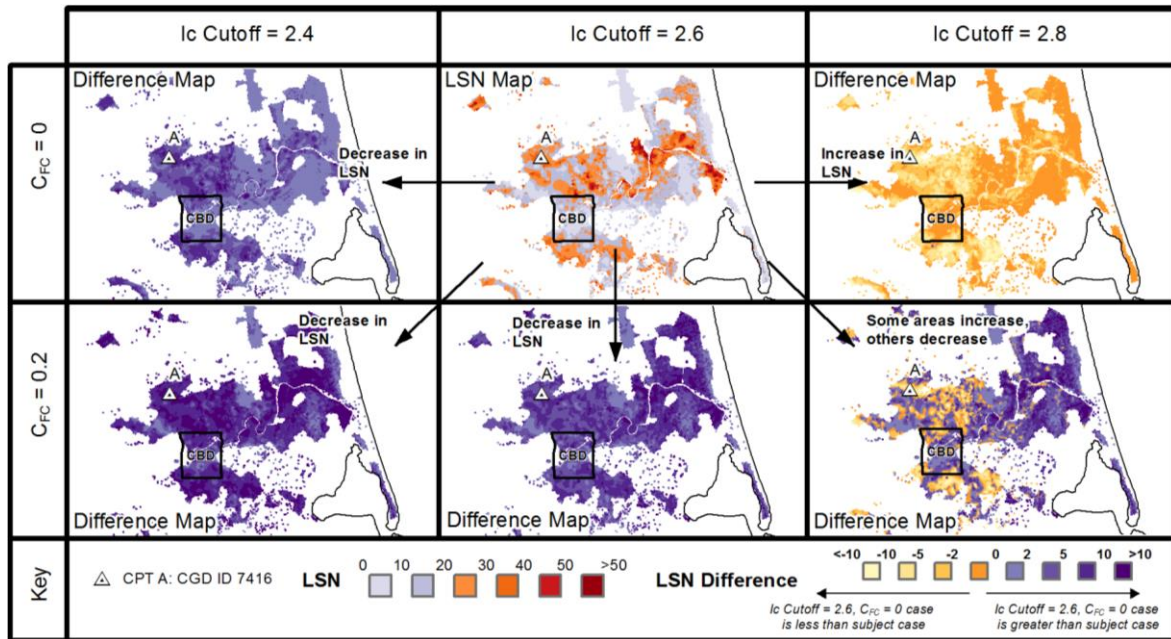 Ic Cutoff = 2.4
Ic Cutoff = 2.6
Ic Cutoff = 2.8
C_FC = 0
Difference Map
A
Decrease in
LSN
CBD
LSN Map
A
CBD
Difference Map
A
Increase in
LSN
CBD
C_FC = 0.2
Decrease in
LSN
A
CBD
Difference Map
Decrease in
LSN
A
CBD
Difference Map
Some areas increase,
others decrease
A
CBD
Difference Map
Key
CPT A: CGD ID 7416
LSN
0 10 20 30 40 50 >50
LSN Difference
<-10 -10 -5 -2 0 2 5 10 >10
Ic Cutoff = 2.6, C_FC = 0 case
is less than subject case
Ic Cutoff = 2.6, C_FC = 0 case
is greater than subject case